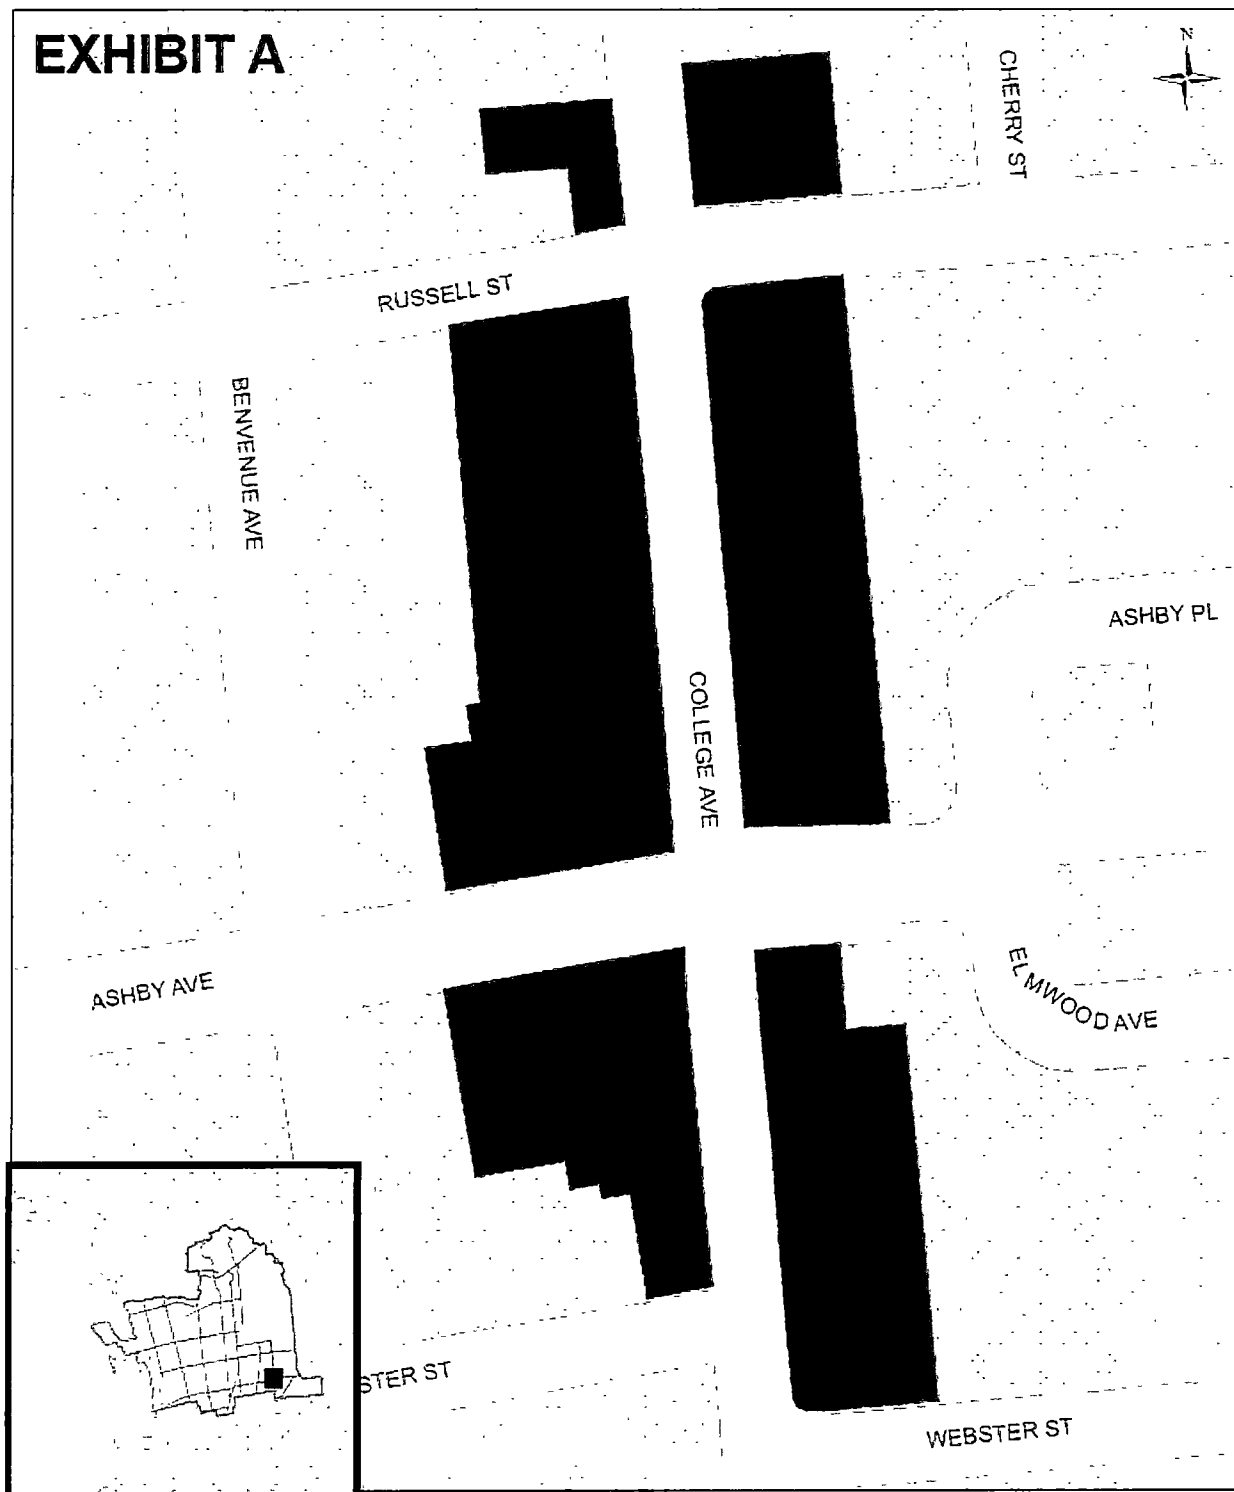 EXHIBIT A
N
CHERRY ST
RUSSELL ST
BENVENUE AVE
ASHBY PL
COLLEGE AVE
ASHBY AVE
ELMWOOD AVE
STER ST
WEBSTER ST